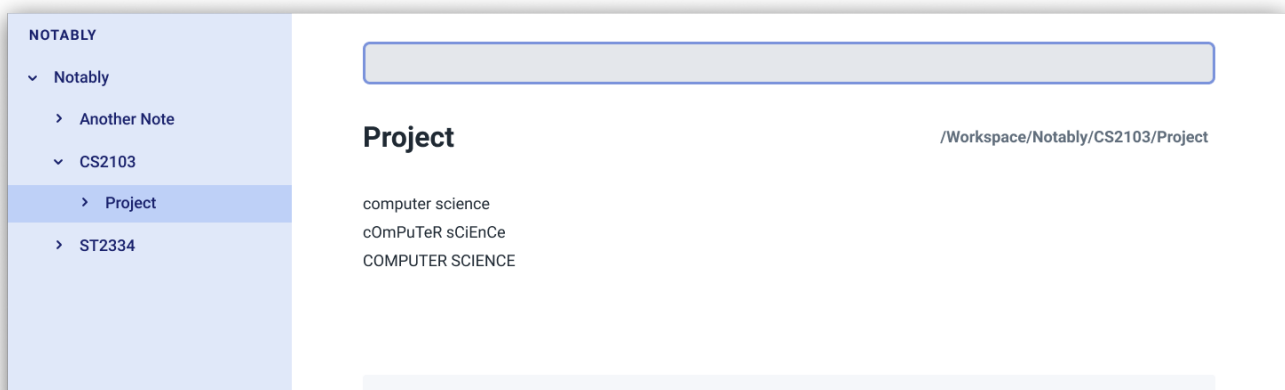 NOTABLY
Notably
Another Note
CS2103
Project
ST2334
Project
/Workspace/Notably/CS2103/Project
computer science
cOmPuTeR sCiEnCe
COMPUTER SCIENCE